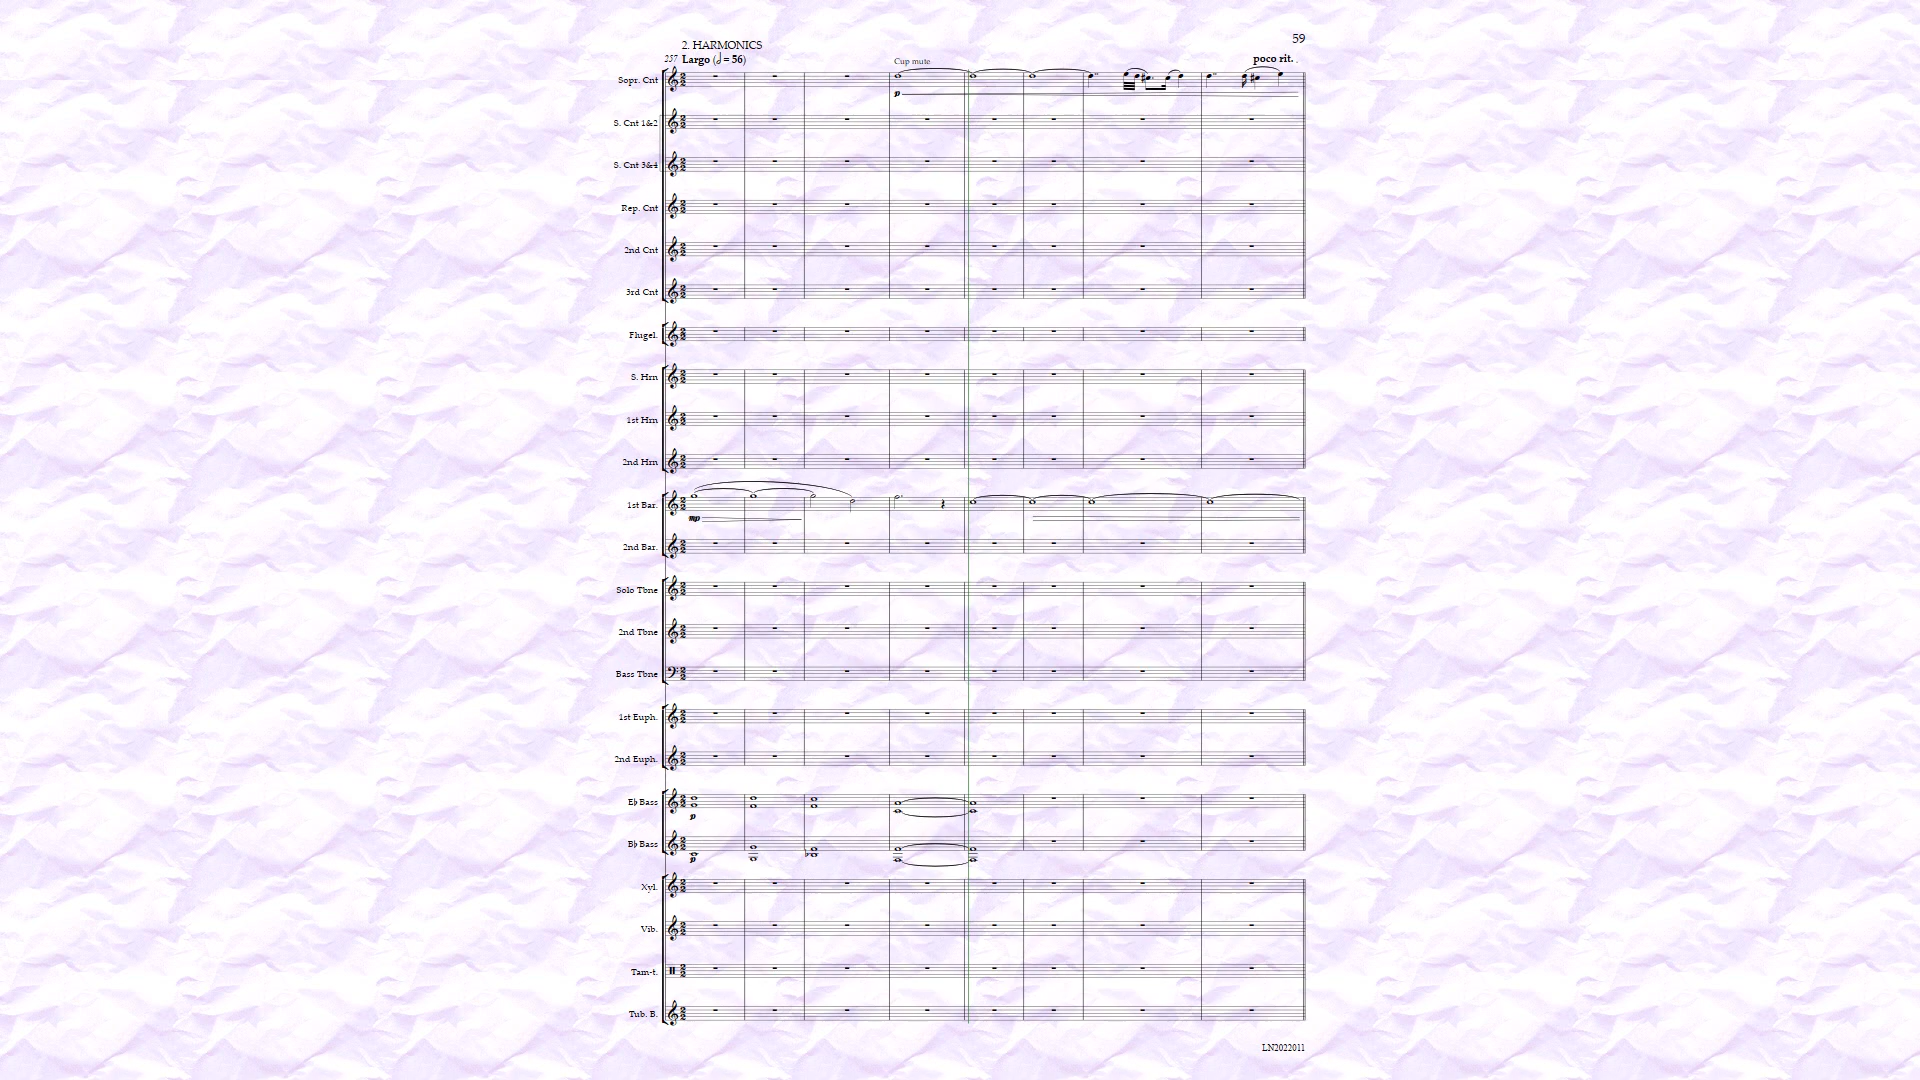 59
2. HARMONICS
257 Largo (𝅗𝅥 = 56)
poco rit.
Cup mute
Sopr. Cnt
p
S. Cnt 1&2
S. Cnt 3&4
Rep. Cnt
2nd Cnt
3rd Cnt
Flugel.
S. Hrn
1st Hrn
2nd Hrn
1st Bar.
mp
2nd Bar.
Solo Tbne
2nd Tbne
Bass Tbne
1st Euph.
2nd Euph.
E♭ Bass
p
B♭ Bass
p
Xyl.
Vib.
Tam-t.
Tub. B.
LN2022011